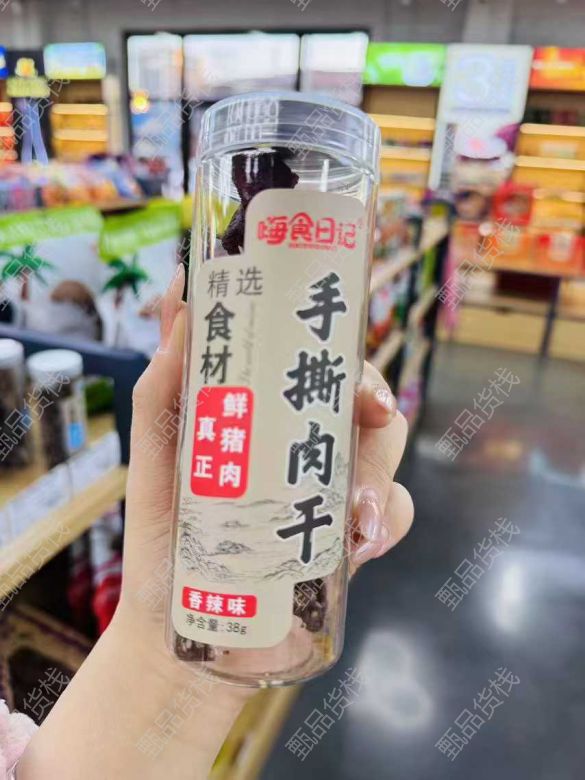 嗨食日记
精选
食材
手撕肉干
鲜猪肉
真正
香辣味
净含量:38g
甄品货栈